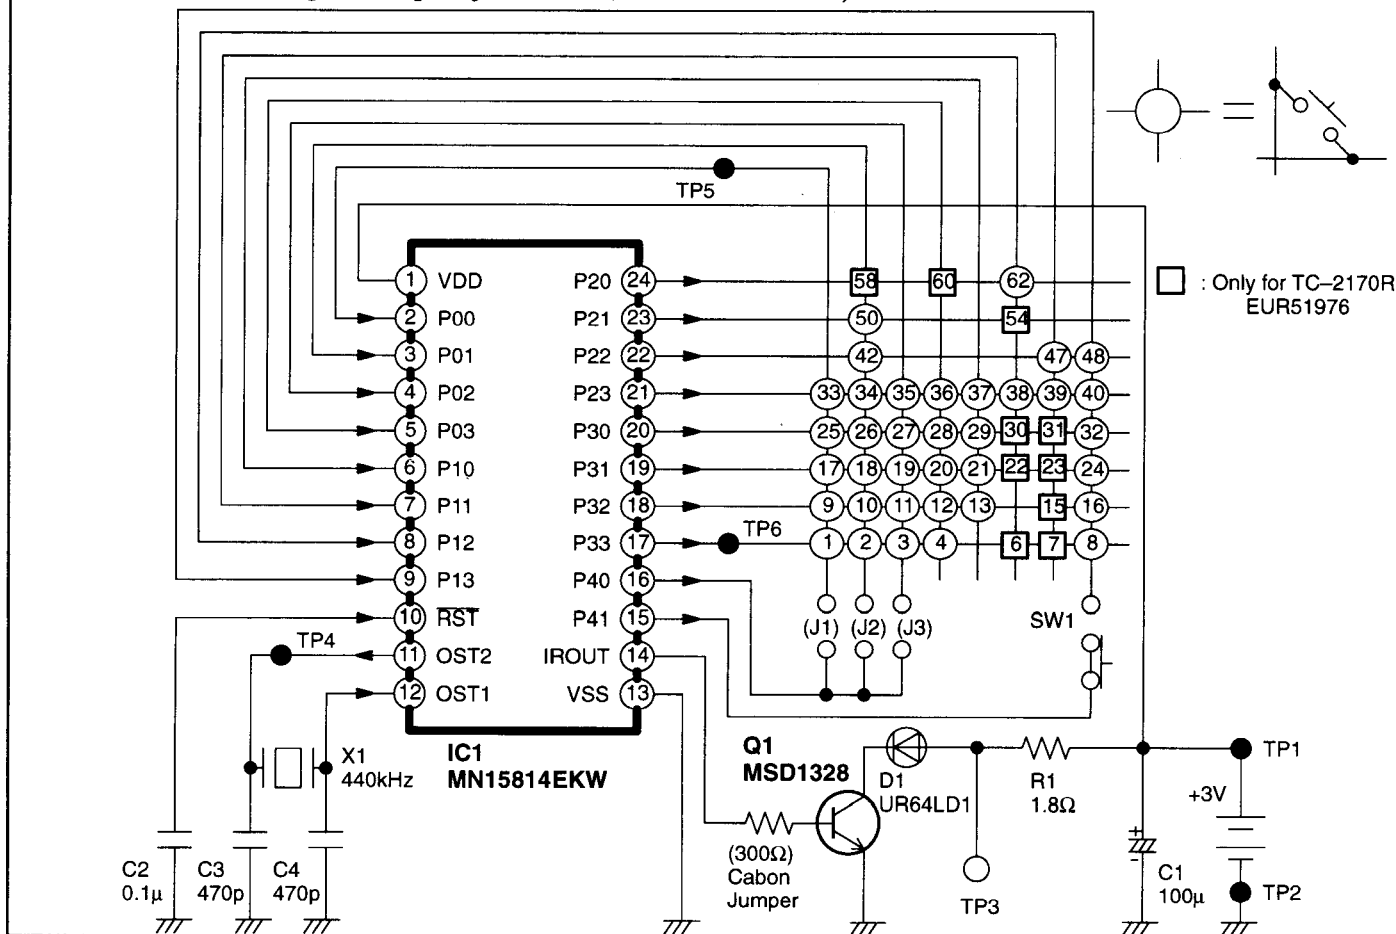 TP5
1 VDD P20 24 58 60 62
: Only for TC–2170R
EUR51976
2 P00 P21 23 50 54
3 P01 P22 22 42 47 48
4 P02 P23 21 33 34 35 36 37 38 39 40
5 P03 P30 20 25 26 27 28 29 30 31 32
6 P10 P31 19 17 18 19 20 21 22 23 24
7 P11 P32 18 9 10 11 12 13 15 16
8 P12 P33 17 TP6 1 2 3 4 6 7 8
9 P13 P40 16
10 RST P41 15 (J1) (J2) (J3) SW1
TP4 11 OST2 IROUT 14
12 OST1 VSS 13
X1
440kHz
IC1
MN15814EKW
Q1
MSD1328
D1
UR64LD1
R1
1.8Ω
TP1
+3V
+
-
(300Ω)
Cabon
Jumper
C2
0.1µ
C3
470p
C4
470p
TP3
C1
100µ
TP2